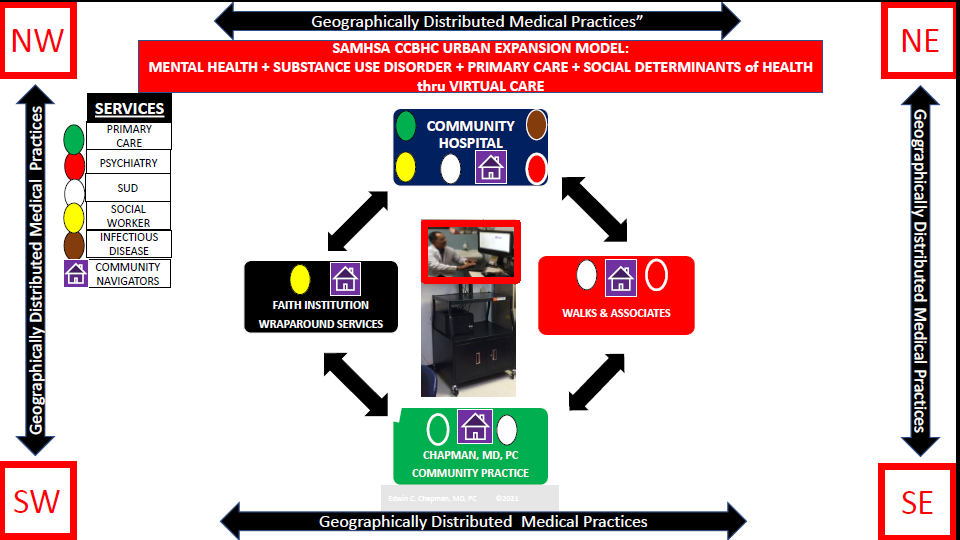 NW
Geographically Distributed Medical Practices”
NE
SAMHSA CCBHC URBAN EXPANSION MODEL:
MENTAL HEALTH + SUBSTANCE USE DISORDER + PRIMARY CARE + SOCIAL DETERMINANTS of HEALTH
thru VIRTUAL CARE
Geographically Distributed Medical Practices
SERVICES
PRIMARY
CARE
PSYCHIATRY
SUD
SOCIAL
WORKER
INFECTIOUS
DISEASE
COMMUNITY
NAVIGATORS
COMMUNITY
HOSPITAL
FAITH INSTITUTION
WRAPAROUND SERVICES
WALKS & ASSOCIATES
CHAPMAN, MD, PC
COMMUNITY PRACTICE
Edwin C. Chapman, MD, PC ©2021
Geographically Distributed Medical Practices
SW
Geographically Distributed Medical Practices
SE